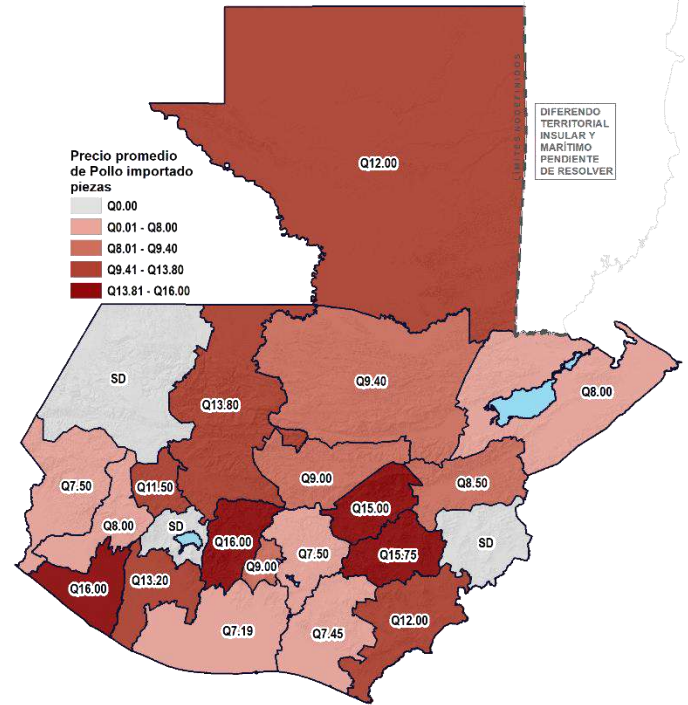 LÍMITES NO DEFINIDOS
DIFERENDO
TERRITORIAL
INSULAR Y
MARÍTIMO
PENDIENTE
DE RESOLVER
Q12.00
Precio promedio
de Pollo importado
piezas
Q0.00
Q0.01 - Q8.00
Q8.01 - Q9.40
Q9.41 - Q13.80
Q13.81 - Q16.00
SD
Q13.80
Q9.40
Q8.00
Q7.50
Q11.50
Q9.00
Q8.50
Q15.00
Q8.00
SD
Q16.00
Q7.50
Q15.75
SD
Q9.00
Q16.00
Q13.20
Q12.00
Q7.19
Q7.45